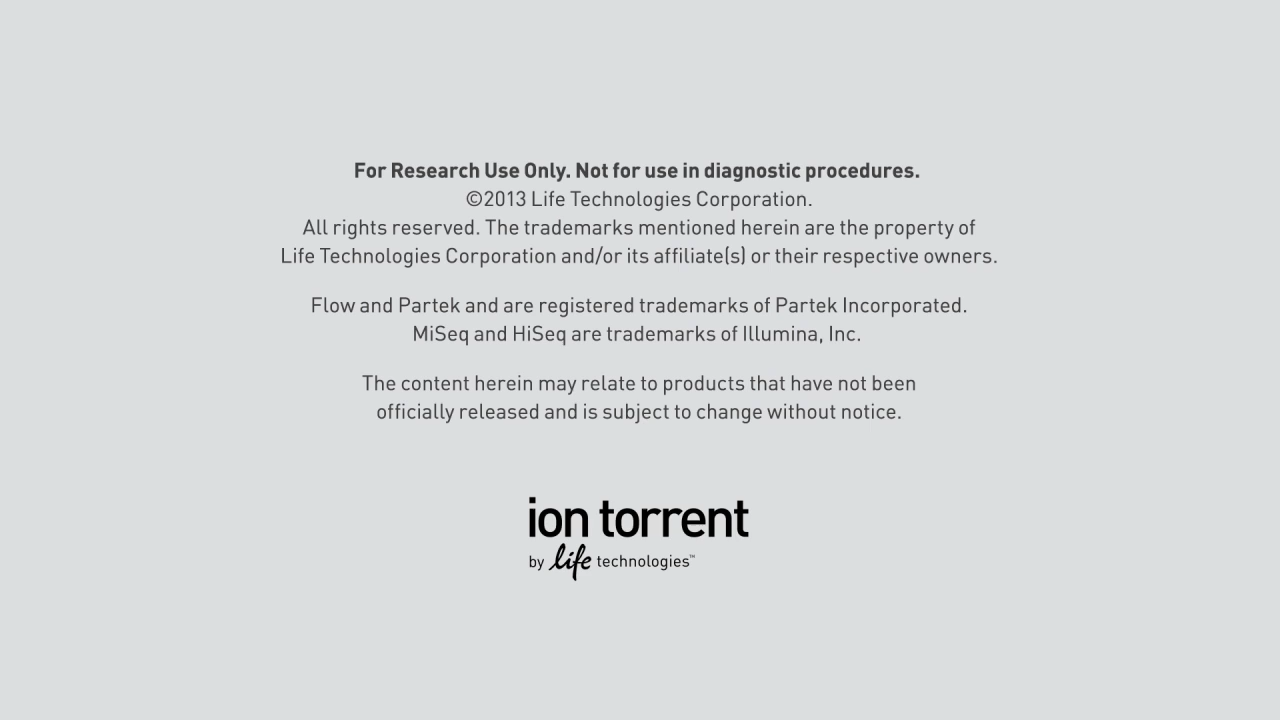 For Research Use Only. Not for use in diagnostic procedures.
©2013 Life Technologies Corporation.
All rights reserved. The trademarks mentioned herein are the property of
Life Technologies Corporation and/or its affiliate(s) or their respective owners.
Flow and Partek and are registered trademarks of Partek Incorporated.
MiSeq and HiSeq are trademarks of Illumina, Inc.
The content herein may relate to products that have not been
officially released and is subject to change without notice.
ion torrent
by life technologies™